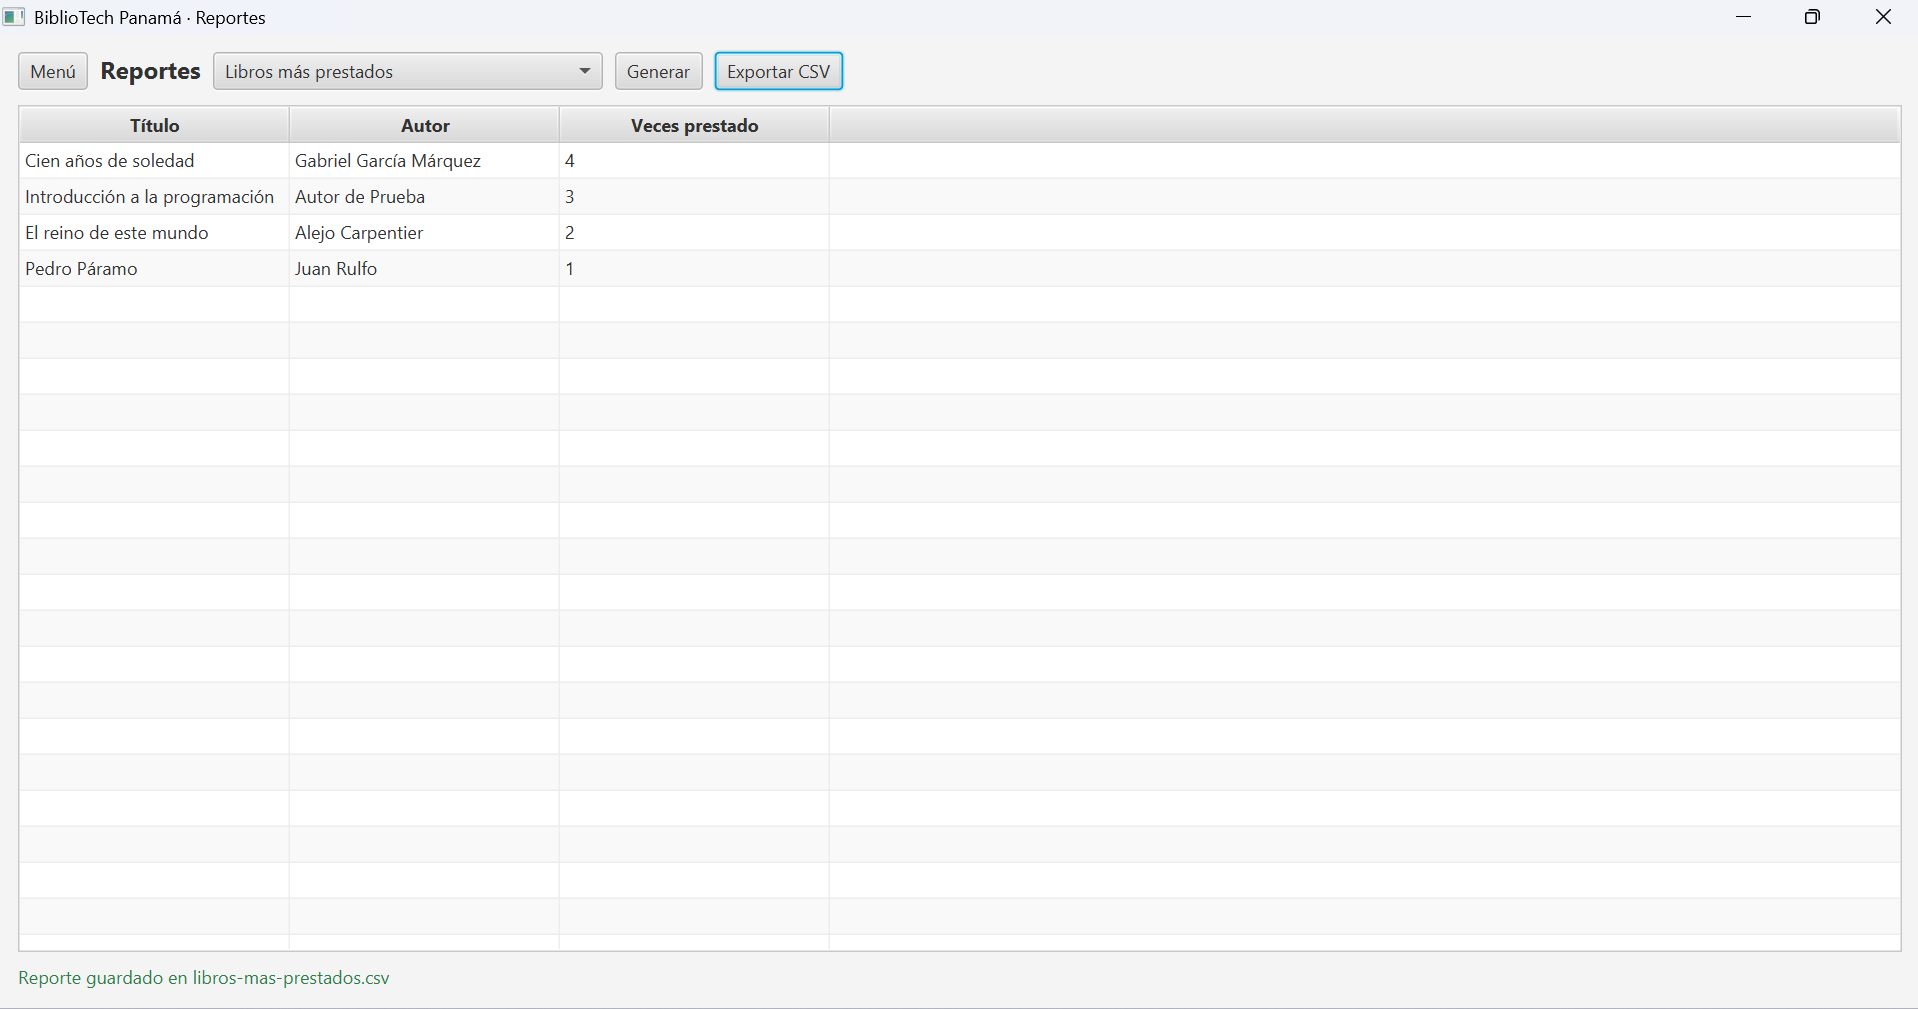 BiblioTech Panamá · Reportes
Menú Reportes Libros más prestados Generar Exportar CSV
Título Autor Veces prestado
Cien años de soledad Gabriel García Márquez 4
Introducción a la programación Autor de Prueba 3
El reino de este mundo Alejo Carpentier 2
Pedro Páramo Juan Rulfo 1
Reporte guardado en libros-mas-prestados.csv